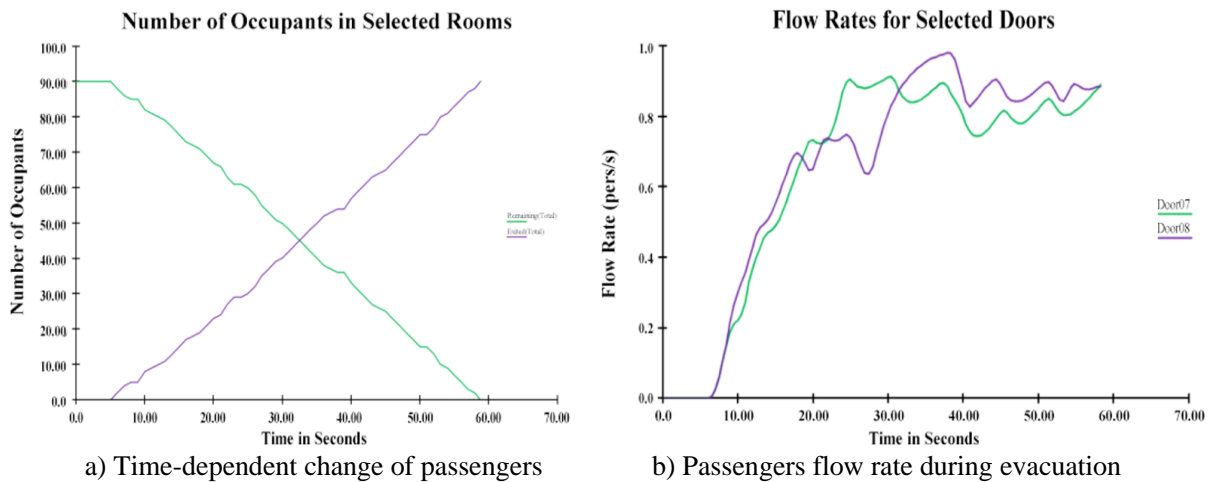 Number of Occupants in Selected Rooms
Number of Occupants
100.0
90.00
80.00
70.00
60.00
50.00
40.00
30.00
20.00
10.00
0.0
0.0 10.00 20.00 30.00 40.00 50.00 60.00 70.00
Time in Seconds
Remaining(Total)
Exited(Total)
a) Time-dependent change of passengers
Flow Rates for Selected Doors
Flow Rate (pers/s)
1.0
0.8
0.6
0.4
0.2
0.0
0.0 10.00 20.00 30.00 40.00 50.00 60.00 70.00
Time in Seconds
Door07
Door08
b) Passengers flow rate during evacuation